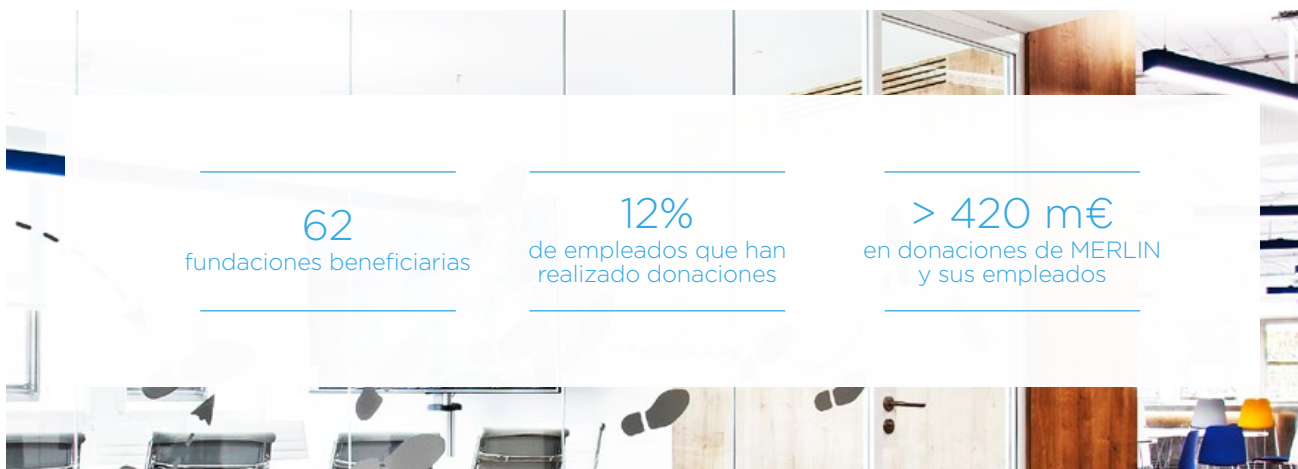 62
fundaciones beneficiarias
12%
de empleados que han
realizado donaciones
> 420 m€
en donaciones de MERLIN
y sus empleados